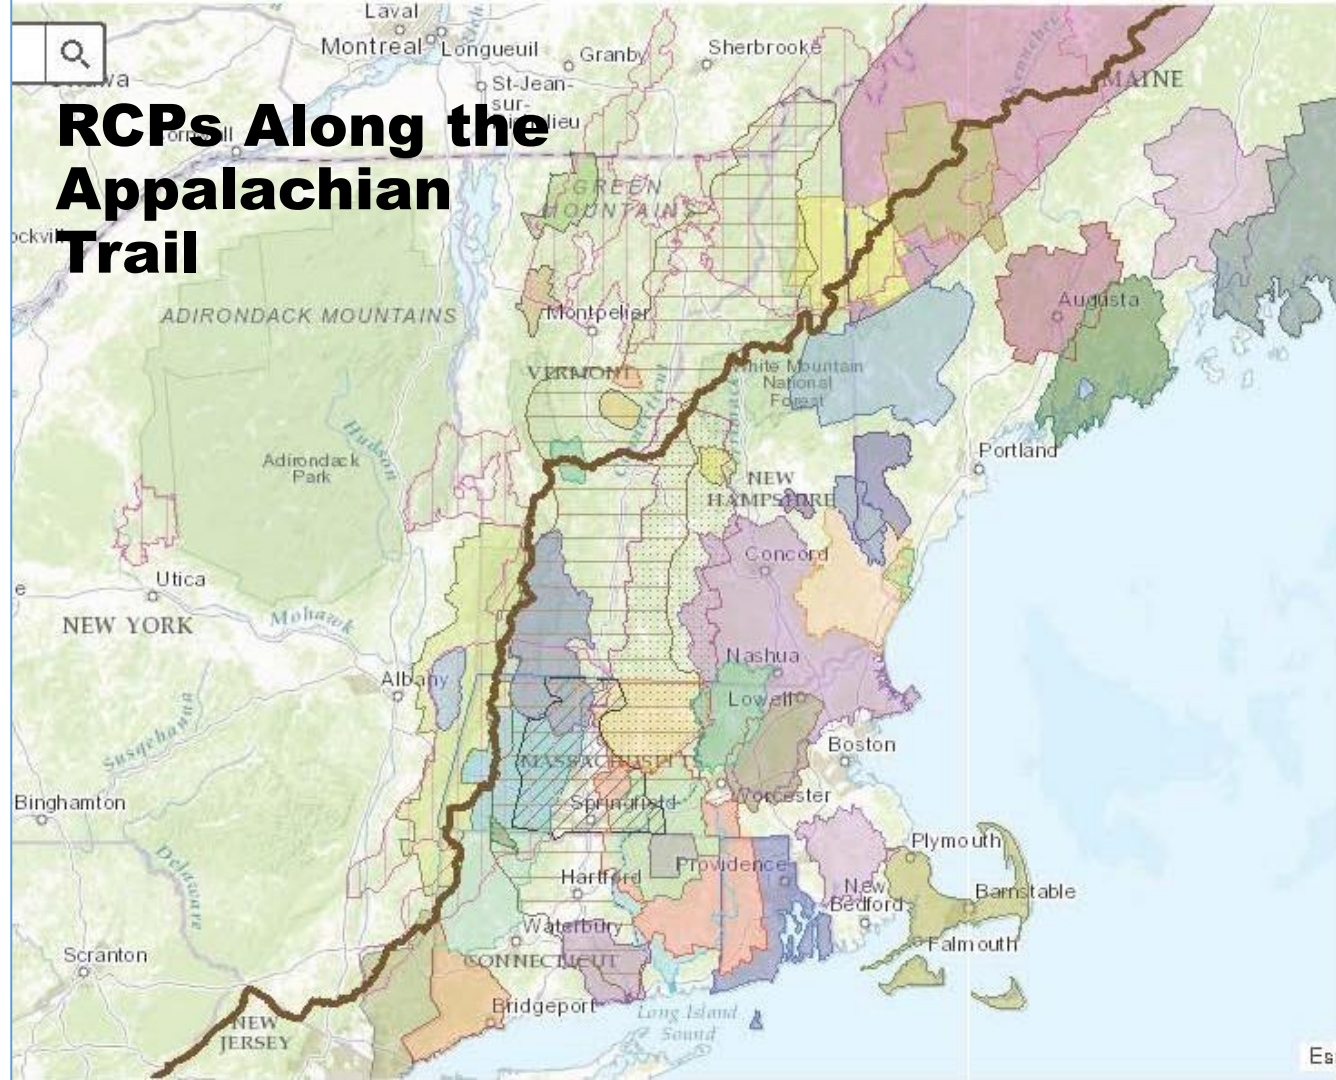 Laval
Montreal
Longueuil
Granby
Sherbrooke
St-Jean-
sur-
MAINE
RCPs Along the
Appalachian
Trail
GREEN
MOUNTAINS
ADIRONDACK MOUNTAINS
Montpelier
Augusta
VERMONT
White Mountain
National
Forest
Hudson
Adirondack
Park
Portland
NEW
HAMPSHIRE
Concord
Utica
Mohawk
NEW YORK
Nashua
Albany
Lowell
Susqehanna
Boston
MASSACHUSETTS
Worcester
Binghamton
Springfield
Plymouth
Delaware
Providence
Hartford
New
Bedford
Barnstable
Waterbury
Falmouth
Scranton
CONNECTICUT
Bridgeport
Long Island
Sound
NEW
JERSEY
Es